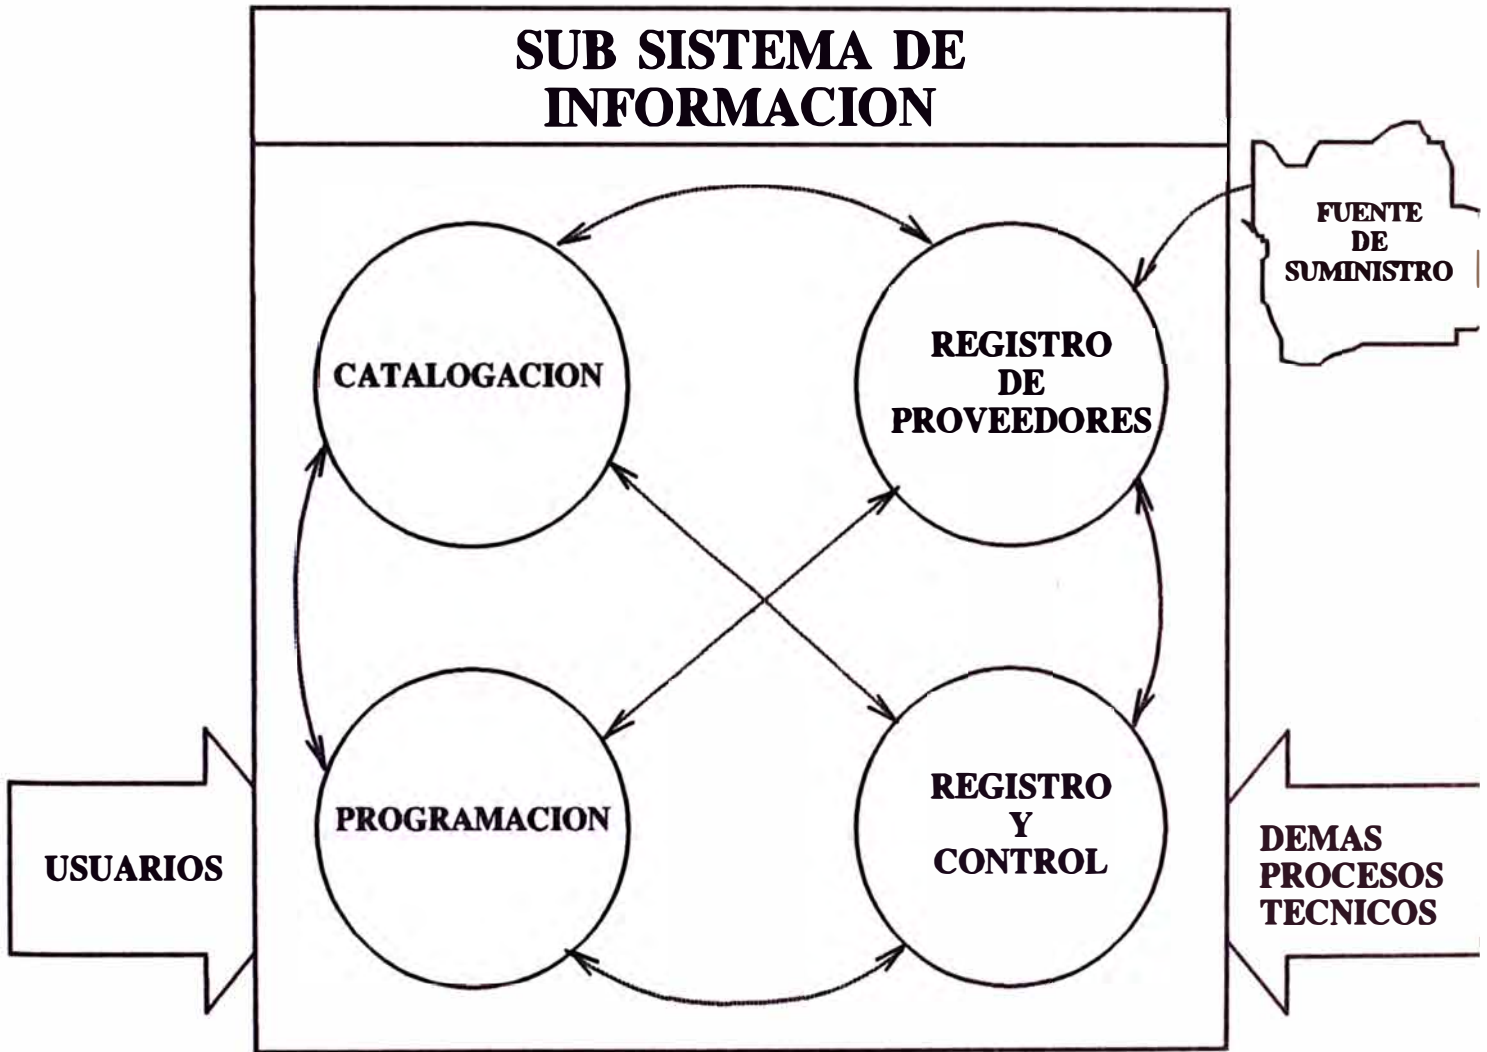 SUB SISTEMA DE
INFORMACION
FUENTE
DE
SUMINISTRO
CATALOGACION
REGISTRO
DE
PROVEEDORES
PROGRAMACION
REGISTRO
Y
CONTROL
USUARIOS
DEMAS
PROCESOS
TECNICOS